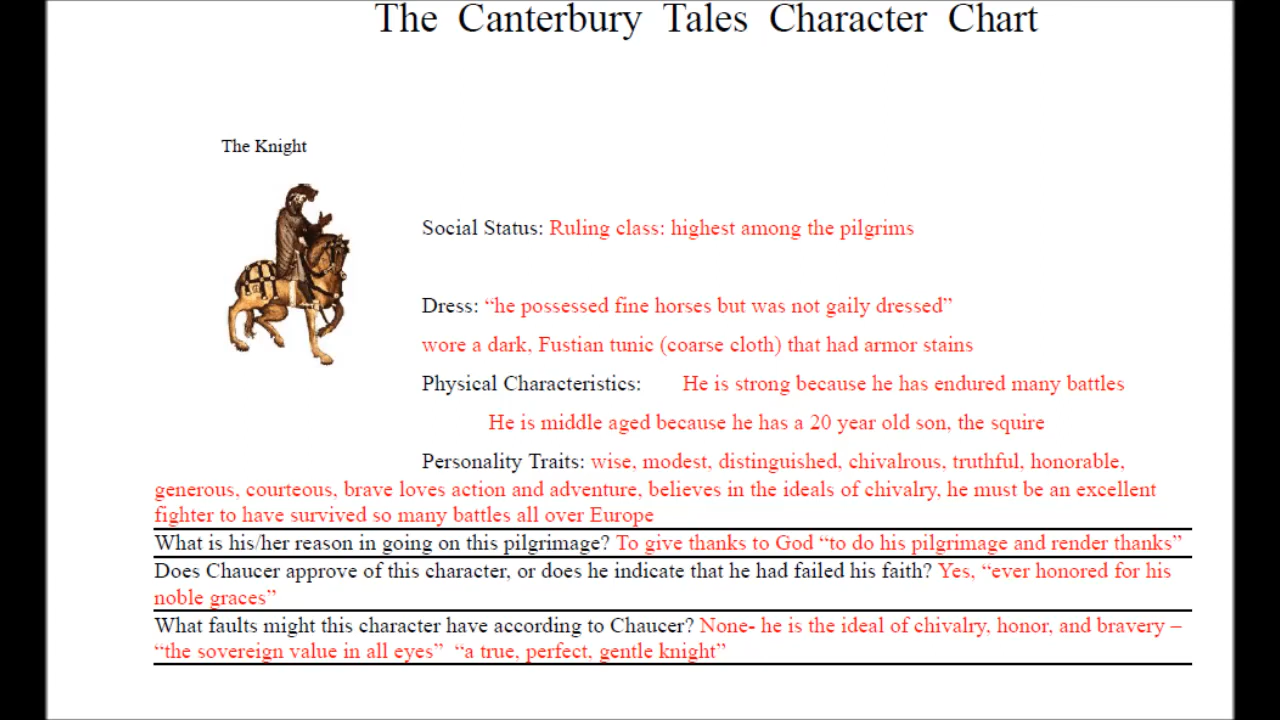 The Canterbury Tales Character Chart
The Knight
Social Status: Ruling class: highest among the pilgrims
Dress: “he possessed fine horses but was not gaily dressed”
wore a dark, Fustian tunic (coarse cloth) that had armor stains
Physical Characteristics: He is strong because he has endured many battles
He is middle aged because he has a 20 year old son, the squire
Personality Traits: wise, modest, distinguished, chivalrous, truthful, honorable,
generous, courteous, brave loves action and adventure, believes in the ideals of chivalry, he must be an excellent
fighter to have survived so many battles all over Europe
What is his/her reason in going on this pilgrimage? To give thanks to God “to do his pilgrimage and render thanks”
Does Chaucer approve of this character, or does he indicate that he had failed his faith? Yes, “ever honored for his
noble graces”
What faults might this character have according to Chaucer? None- he is the ideal of chivalry, honor, and bravery –
“the sovereign value in all eyes” “a true, perfect, gentle knight”